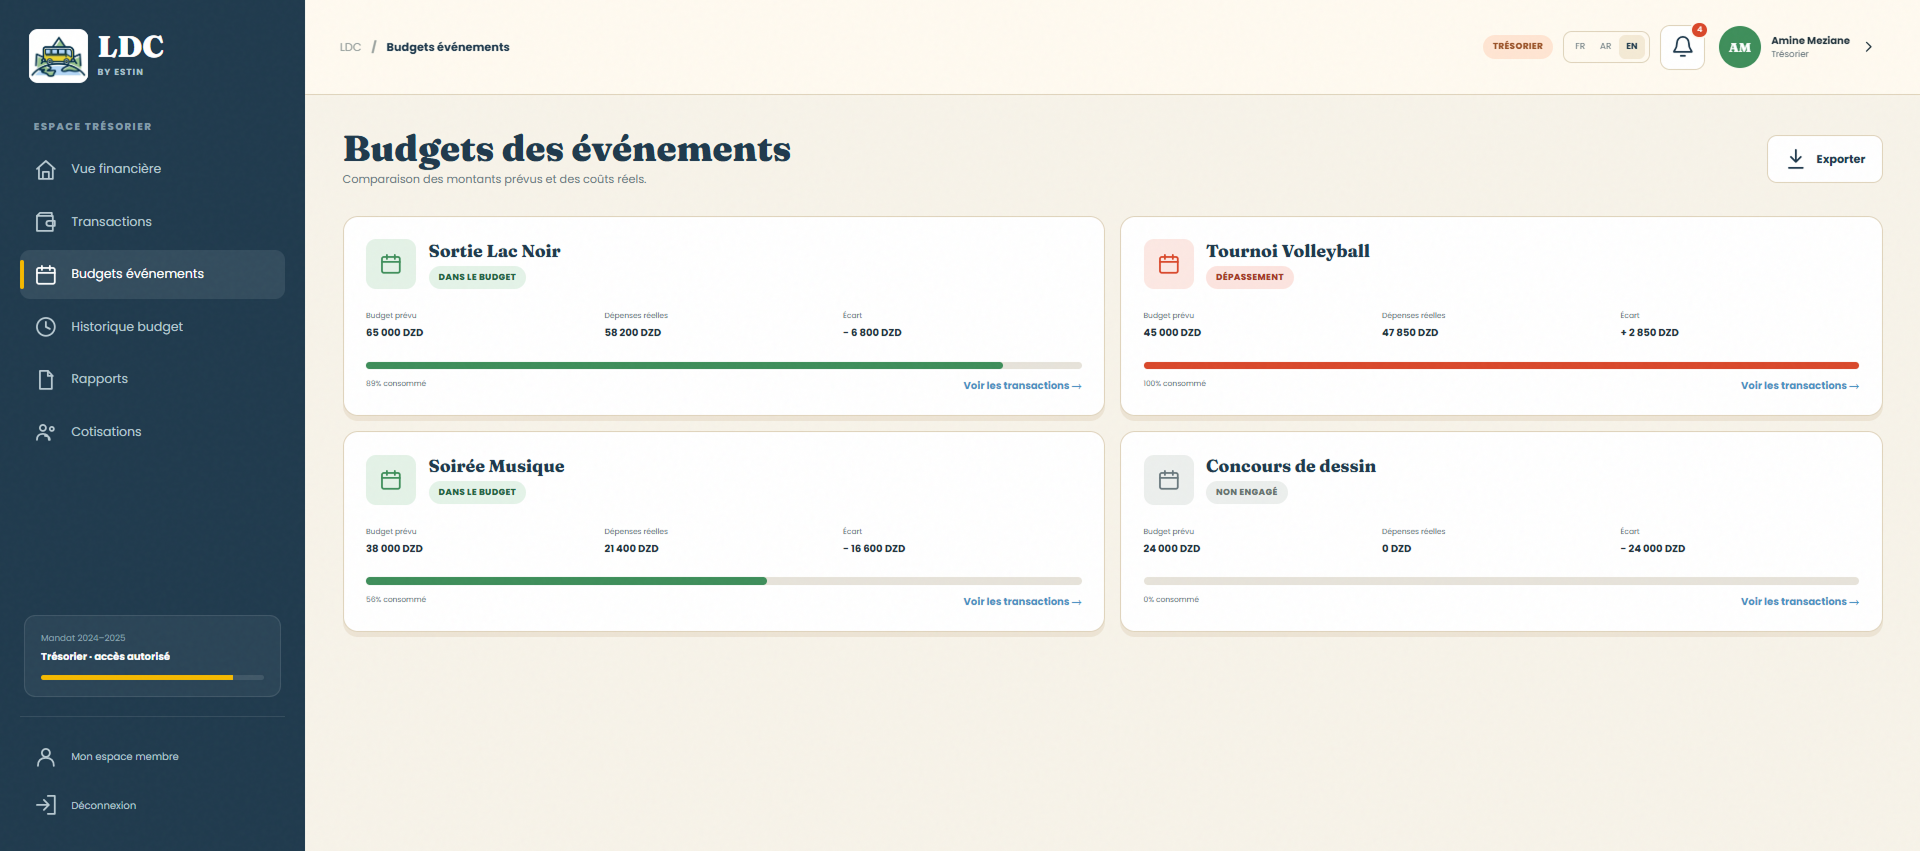 LDC
BY ESTIN
ESPACE TRÉSORIER
Vue financière
Transactions
Budgets événements
Historique budget
Rapports
Cotisations
Mandat 2024–2025
Trésorier · accès autorisé
Mon espace membre
Déconnexion
LDC / Budgets événements
TRÉSORIER
FR AR EN
4
AM
Amine Meziane
Trésorier
Budgets des événements
Comparaison des montants prévus et des coûts réels.
Exporter
Sortie Lac Noir
DANS LE BUDGET
Budget prévu Dépenses réelles Écart
65 000 DZD 58 200 DZD − 6 800 DZD
89% consommé Voir les transactions →
Tournoi Volleyball
DÉPASSEMENT
Budget prévu Dépenses réelles Écart
45 000 DZD 47 850 DZD + 2 850 DZD
100% consommé Voir les transactions →
Soirée Musique
DANS LE BUDGET
Budget prévu Dépenses réelles Écart
38 000 DZD 21 400 DZD − 16 600 DZD
56% consommé Voir les transactions →
Concours de dessin
NON ENGAGÉ
Budget prévu Dépenses réelles Écart
24 000 DZD 0 DZD − 24 000 DZD
0% consommé Voir les transactions →